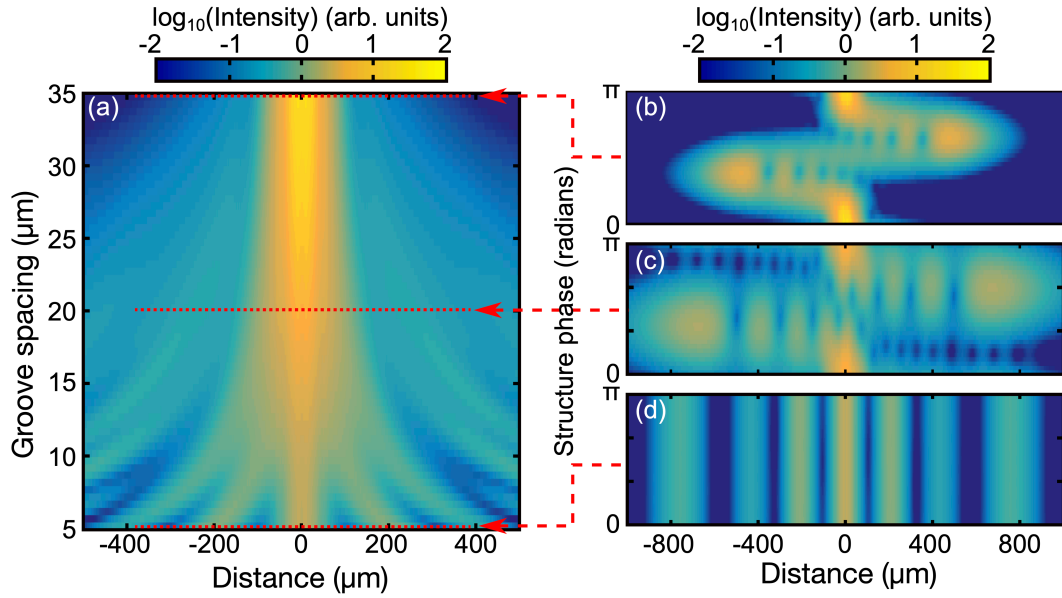 log₁₀(Intensity) (arb. units)
-2 -1 0 1 2
log₁₀(Intensity) (arb. units)
-2 -1 0 1 2
(a)
35
30
25
20
15
10
5
Groove spacing (μm)
-400 -200 0 200 400
Distance (μm)
Structure phase (radians)
(b)
π
0
(c)
π
0
(d)
π
0
-800 -400 0 400 800
Distance (μm)